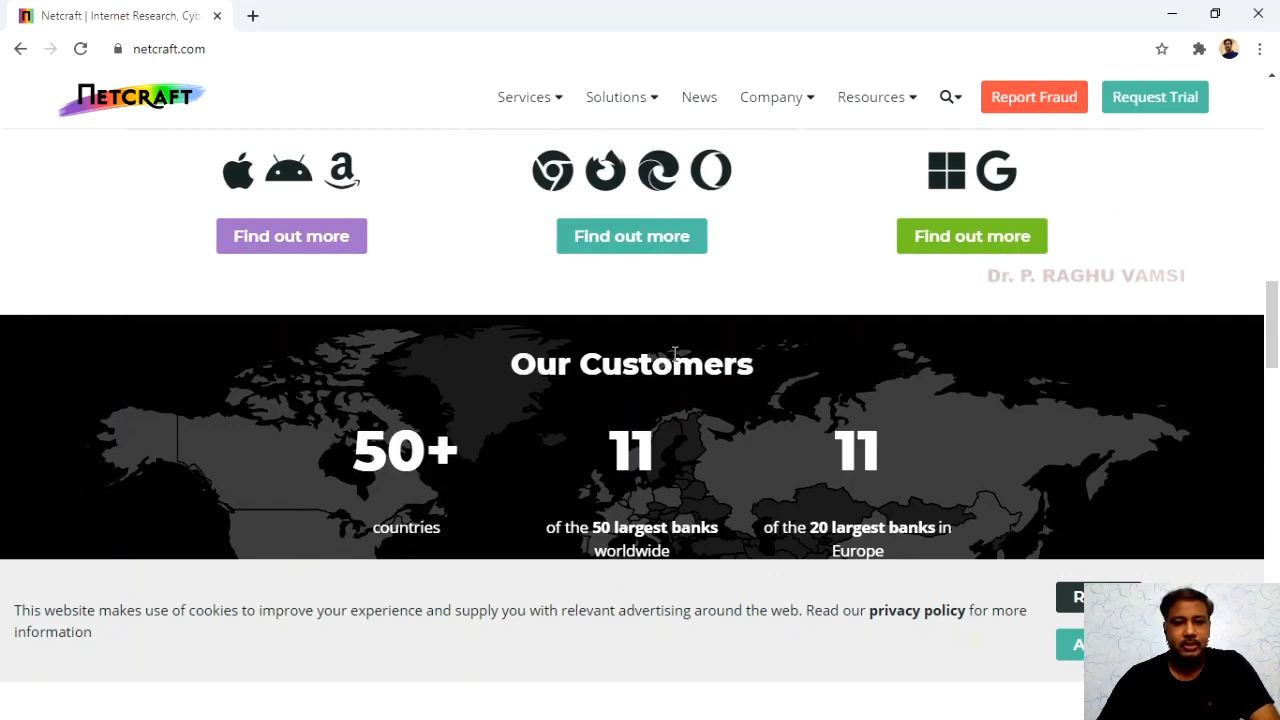 Netcraft | Internet Research, Cyb
netcraft.com
NETCRAFT
Services
Solutions
News
Company
Resources
Report Fraud
Request Trial
Find out more
Find out more
Find out more
Dr. P. RAGHU VAMSI
Our Customers
50+
11
11
countries
of the 50 largest banks
worldwide
of the 20 largest banks in
Europe
This website makes use of cookies to improve your experience and supply you with relevant advertising around the web. Read our privacy policy for more
information